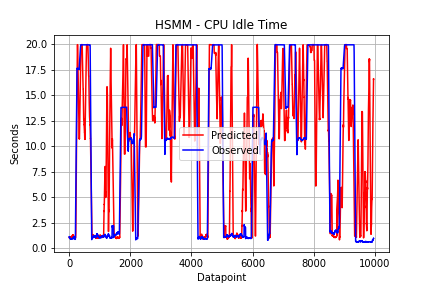 HSMM - CPU Idle Time
20.0
17.5
15.0
12.5
10.0
7.5
5.0
2.5
0.0
Seconds
Predicted
Observed
0 2000 4000 6000 8000 10000
Datapoint